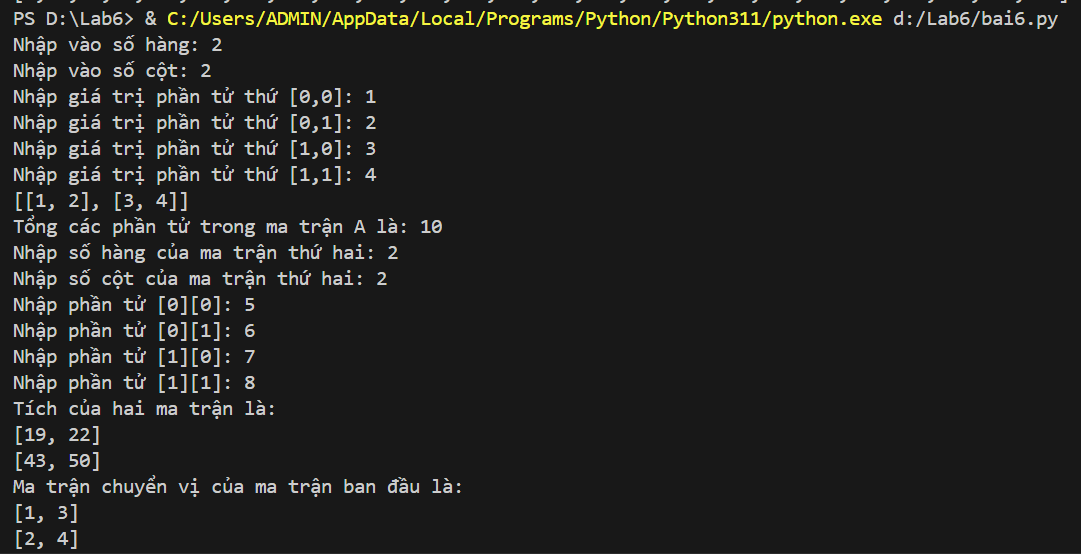 PS D:\Lab6> & C:/Users/ADMIN/AppData/Local/Programs/Python/Python311/python.exe d:/Lab6/bai6.py
Nhập vào số hàng: 2
Nhập vào số cột: 2
Nhập giá trị phần tử thứ [0,0]: 1
Nhập giá trị phần tử thứ [0,1]: 2
Nhập giá trị phần tử thứ [1,0]: 3
Nhập giá trị phần tử thứ [1,1]: 4
[[1, 2], [3, 4]]
Tổng các phần tử trong ma trận A là: 10
Nhập số hàng của ma trận thứ hai: 2
Nhập số cột của ma trận thứ hai: 2
Nhập phần tử [0][0]: 5
Nhập phần tử [0][1]: 6
Nhập phần tử [1][0]: 7
Nhập phần tử [1][1]: 8
Tích của hai ma trận là:
[19, 22]
[43, 50]
Ma trận chuyển vị của ma trận ban đầu là:
[1, 3]
[2, 4]